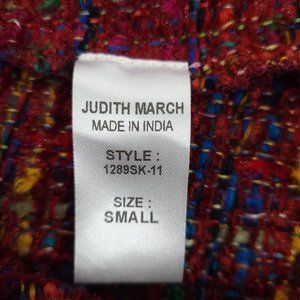 JUDITH MARCH
MADE IN INDIA
STYLE :
1289SK-11
SIZE :
SMALL